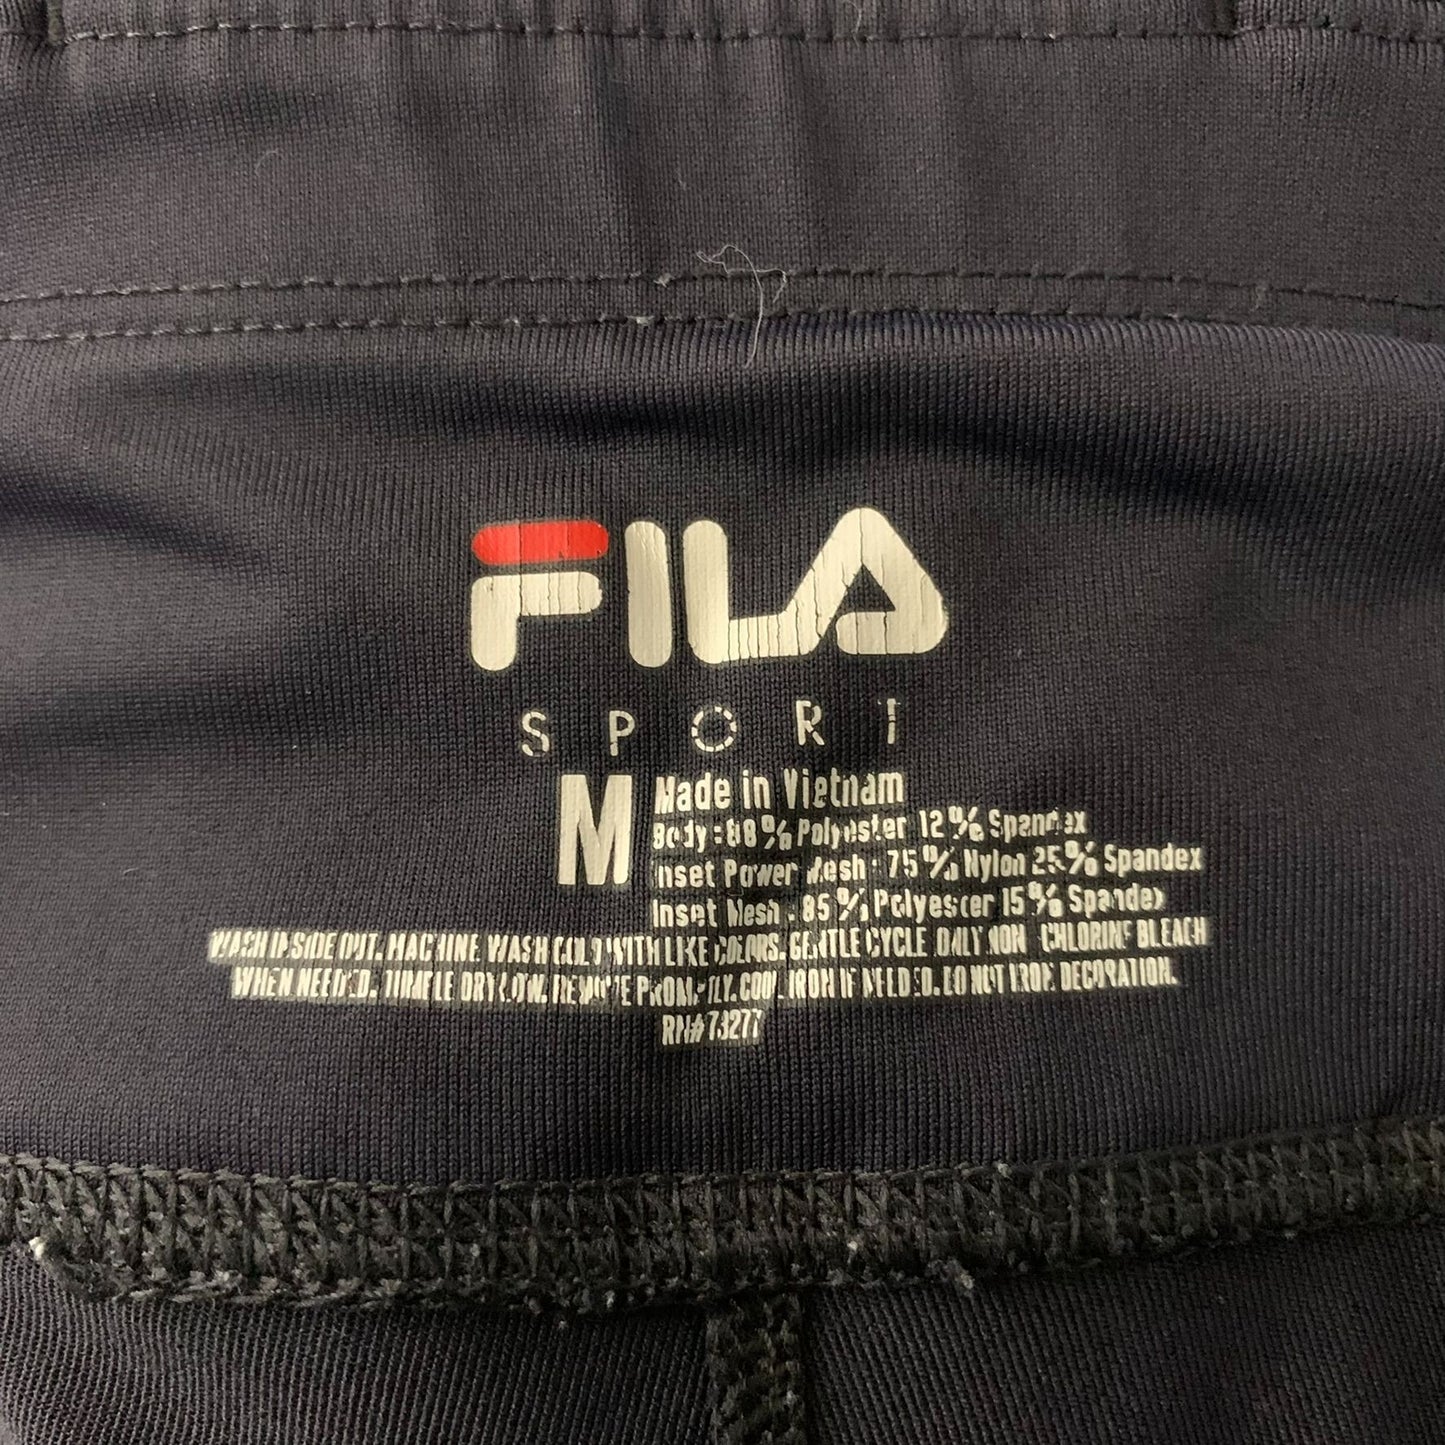 FILA
SPORT
M
Made in Vietnam
Body : 88% Polyester 12% Spandex
Inset Power Mesh : 75% Nylon 25% Spandex
Inset Mesh : 85% Polyester 15% Spandex
WASH INSIDE OUT. MACHINE WASH COLD WITH LIKE COLORS. GENTLE CYCLE ONLY NON CHLORINE BLEACH
WHEN NEEDED. TUMBLE DRY LOW. REMOVE PROMPTLY. COOL IRON IF NEEDED. DO NOT IRON DECORATION.
RN# 73277